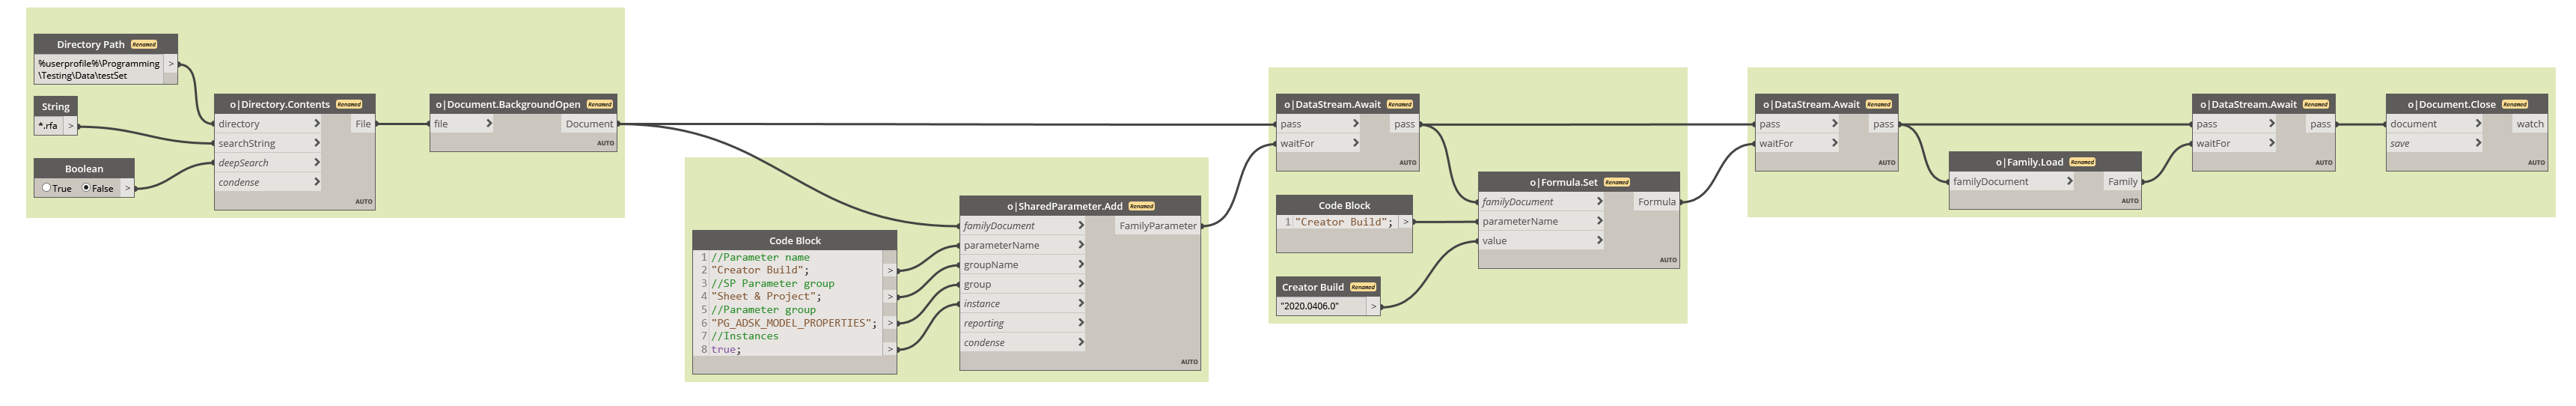 Directory Path Renamed
%userprofile%\Programming >
\Testing\Data\testSet
String
*.rfa >
Boolean
True False >
o|Directory.Contents Renamed
directory > File
searchString >
deepSearch >
condense >
AUTO
o|Document.BackgroundOpen Renamed
file > Document
AUTO
Code Block
1 //Parameter name
2 "Creator Build"; >
3 //SP Parameter group
4 "Sheet & Project"; >
5 //Parameter group
6 "PG_ADSK_MODEL_PROPERTIES"; >
7 //Instances
8 true; >
o|SharedParameter.Add Renamed
familyDocument > FamilyParameter
parameterName >
groupName >
group >
instance >
reporting >
condense >
AUTO
o|DataStream.Await Renamed
pass > pass
waitFor >
AUTO
Code Block
1 "Creator Build"; >
Creator Build Renamed
"2020.0406.0" >
o|Formula.Set Renamed
familyDocument > Formula
parameterName >
value >
AUTO
o|DataStream.Await Renamed
pass > pass
waitFor >
AUTO
o|Family.Load Renamed
familyDocument > Family
AUTO
o|DataStream.Await Renamed
pass > pass
waitFor >
AUTO
o|Document.Close Renamed
document > watch
save >
AUTO